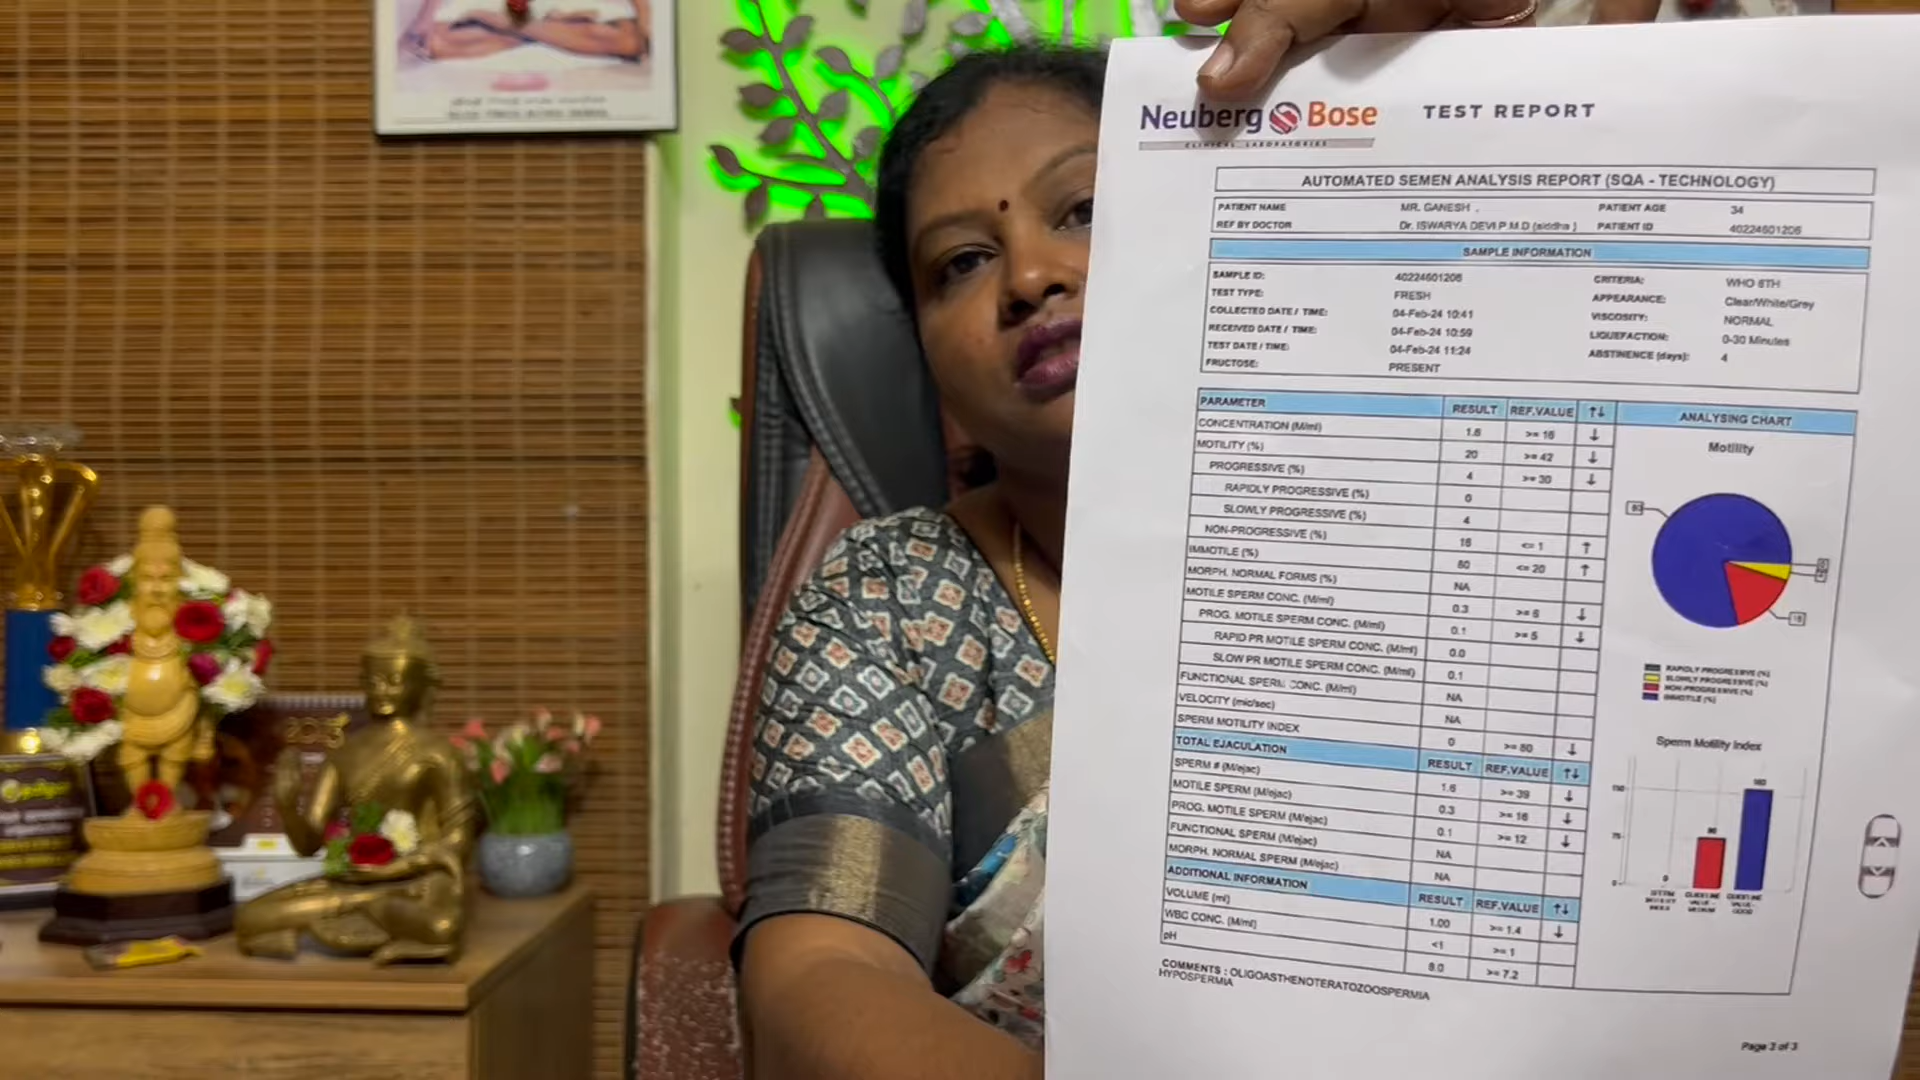 Neuberg Bose TEST REPORT
CLINICAL LABORATORIES
AUTOMATED SEMEN ANALYSIS REPORT (SQA - TECHNOLOGY)
PATIENT NAME MR. GANESH . PATIENT AGE 34
REF BY DOCTOR Dr. ISWARYA DEVI.P M.D (siddha ) PATIENT ID 40224601206
SAMPLE INFORMATION
SAMPLE ID: 40224601206 CRITERIA: WHO 6TH
TEST TYPE: FRESH APPEARANCE: Clear/White/Grey
COLLECTED DATE / TIME: 04-Feb-24 10:41 VISCOSITY: NORMAL
RECEIVED DATE / TIME: 04-Feb-24 10:59 LIQUEFACTION: 0-30 Minutes
TEST DATE / TIME: 04-Feb-24 11:24 ABSTINENCE (days): 4
FRUCTOSE: PRESENT
PARAMETER RESULT REF.VALUE ↑↓ ANALYSING CHART
CONCENTRATION (M/ml) 1.6 >= 16 ↓
MOTILITY (%) 20 >= 42 ↓
PROGRESSIVE (%) 4 >= 30 ↓
RAPIDLY PROGRESSIVE (%) 0
SLOWLY PROGRESSIVE (%) 4
NON-PROGRESSIVE (%) 16 <= 1 ↑
IMMOTILE (%) 80 <= 20 ↑
MORPH. NORMAL FORMS (%) NA
MOTILE SPERM CONC. (M/ml) 0.3 >= 6 ↓
PROG. MOTILE SPERM CONC. (M/ml) 0.1 >= 5 ↓
RAPID PR MOTILE SPERM CONC. (M/ml) 0.0
SLOW PR MOTILE SPERM CONC. (M/ml) 0.1
FUNCTIONAL SPERM CONC. (M/ml) NA
VELOCITY (mic/sec) NA
SPERM MOTILITY INDEX 0 >= 80 ↓
TOTAL EJACULATION RESULT REF.VALUE ↑↓
SPERM # (M/ejac) 1.6 >= 39 ↓
MOTILE SPERM (M/ejac) 0.3 >= 16 ↓
PROG. MOTILE SPERM (M/ejac) 0.1 >= 12 ↓
FUNCTIONAL SPERM (M/ejac) NA
MORPH. NORMAL SPERM (M/ejac) NA
ADDITIONAL INFORMATION RESULT REF.VALUE ↑↓
VOLUME (ml) 1.00 >= 1.4 ↓
WBC CONC. (M/ml) <1 >= 1
pH 8.0 >= 7.2
COMMENTS : OLIGOASTHENOTERATOZOOSPERMIA
HYPOSPERMIA
Motility
RAPIDLY PROGRESSIVE (%)
SLOWLY PROGRESSIVE (%)
NON-PROGRESSIVE (%)
IMMOTILE (%)
Sperm Motility Index